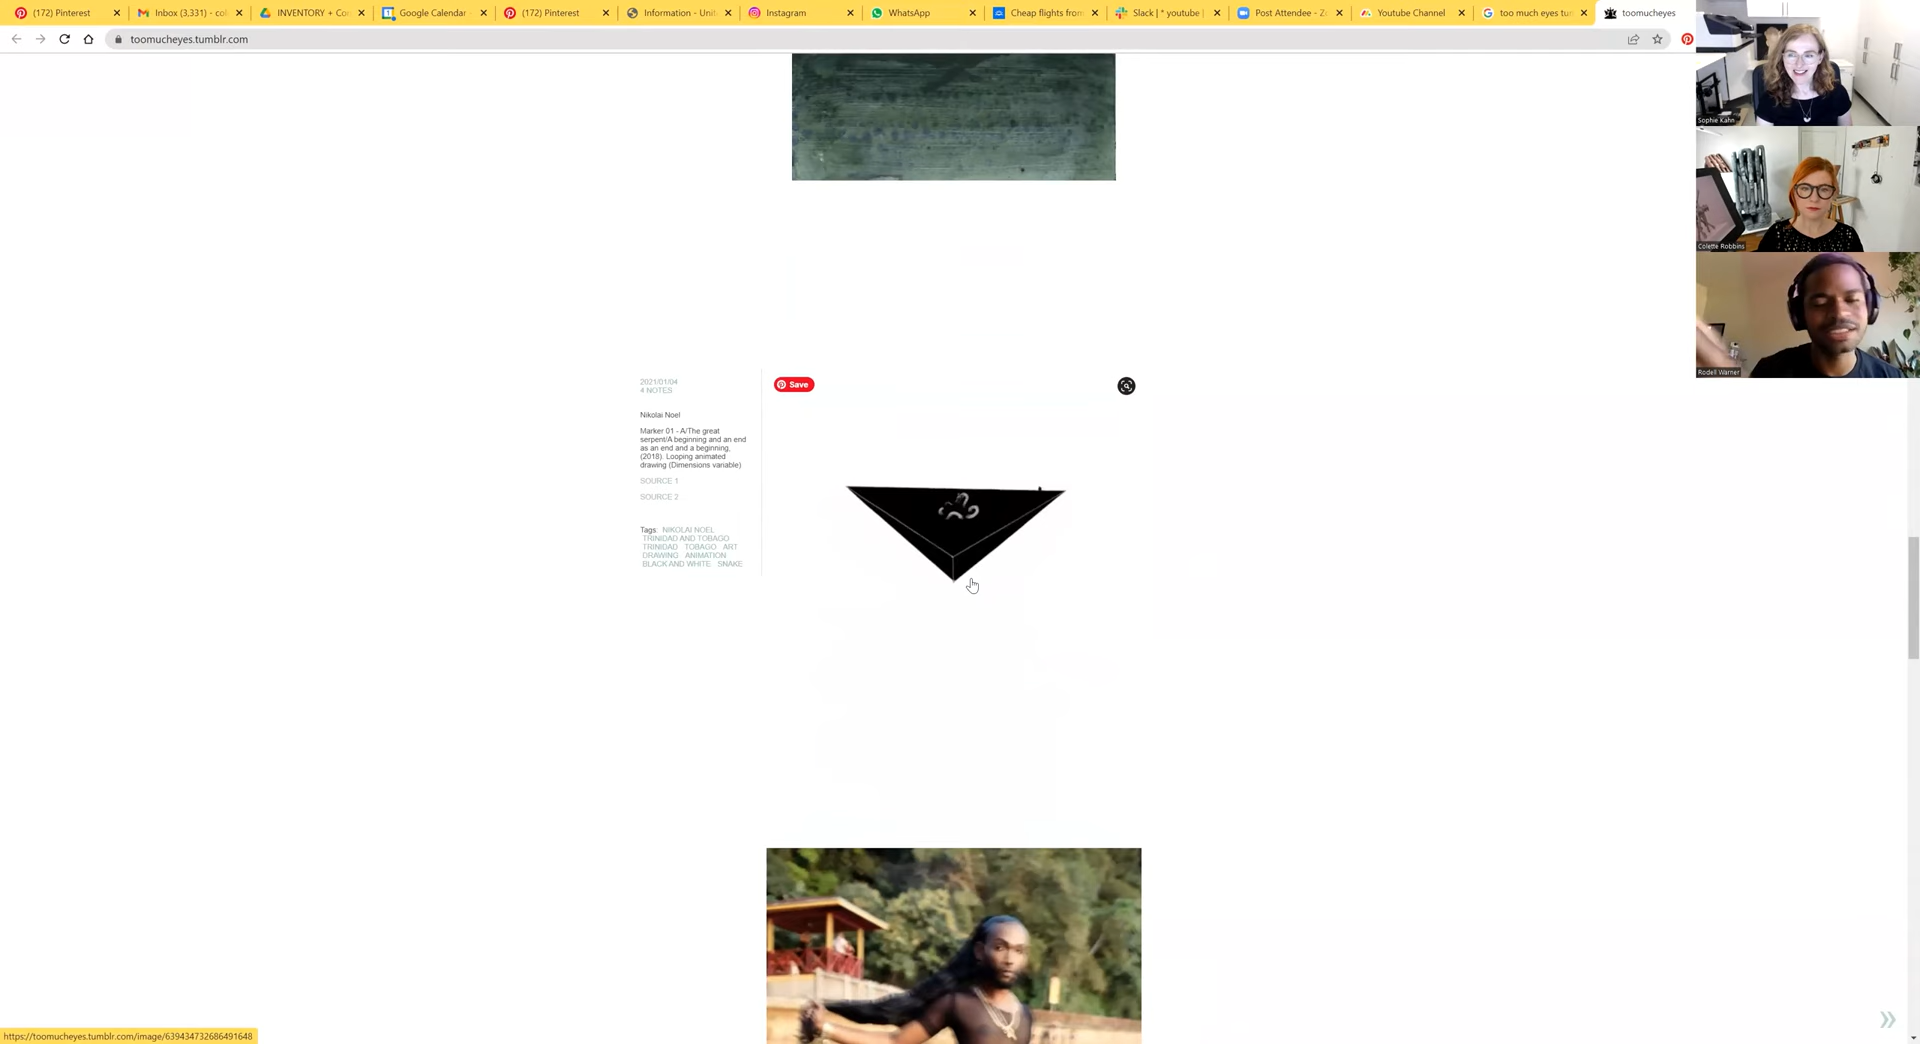 (172) Pinterest
Inbox (3,331) - col
INVENTORY + Co
Google Calendar
(172) Pinterest
Information - Unit
Instagram
WhatsApp
Cheap flights from
Slack | * youtube |
Post Attendee - Z
Youtube Channel
too much eyes tu
toomucheyes
toomucheyes.tumblr.com
Sophie Kahn
Colette Robbins
Rodell Warner
2021/01/04
4 NOTES
Save
Nikolai Noel
Marker 01 - A/The great
serpent/A beginning and an end
as an end and a beginning,
(2018). Looping animated
drawing (Dimensions variable)
SOURCE 1
SOURCE 2
Tags: NIKOLAI NOEL
TRINIDAD AND TOBAGO
TRINIDAD TOBAGO ART
DRAWING ANIMATION
BLACK AND WHITE SNAKE
https://toomucheyes.tumblr.com/image/639434732686491648